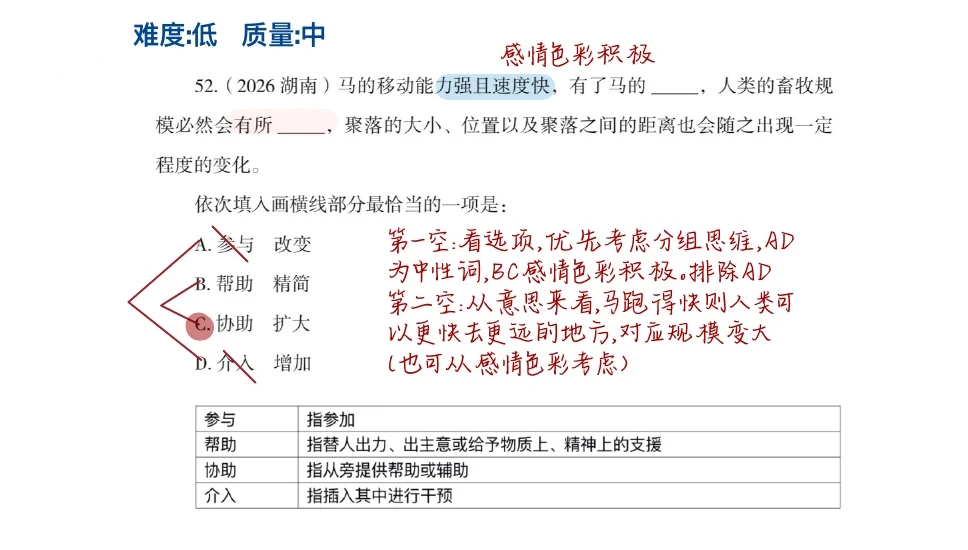 难度:低 质量:中
感情色彩积极
52.（2026 湖南）马的移动能力强且速度快，有了马的 _____，人类的畜牧规
模必然会有所 _____，聚落的大小、位置以及聚落之间的距离也会随之出现一定
程度的变化。
依次填入画横线部分最恰当的一项是：
A. 参与 改变
B. 帮助 精简
C. 协助 扩大
D. 介入 增加
第一空:看选项,优先考虑分组思维,AD
为中性词,BC感情色彩积极。排除AD
第二空:从意思来看,马跑得快则人类可
以更快去更远的地方,对应规模变大
(也可从感情色彩考虑)
参与 指参加
帮助 指替人出力、出主意或给予物质上、精神上的支援
协助 指从旁提供帮助或辅助
介入 指插入其中进行干预